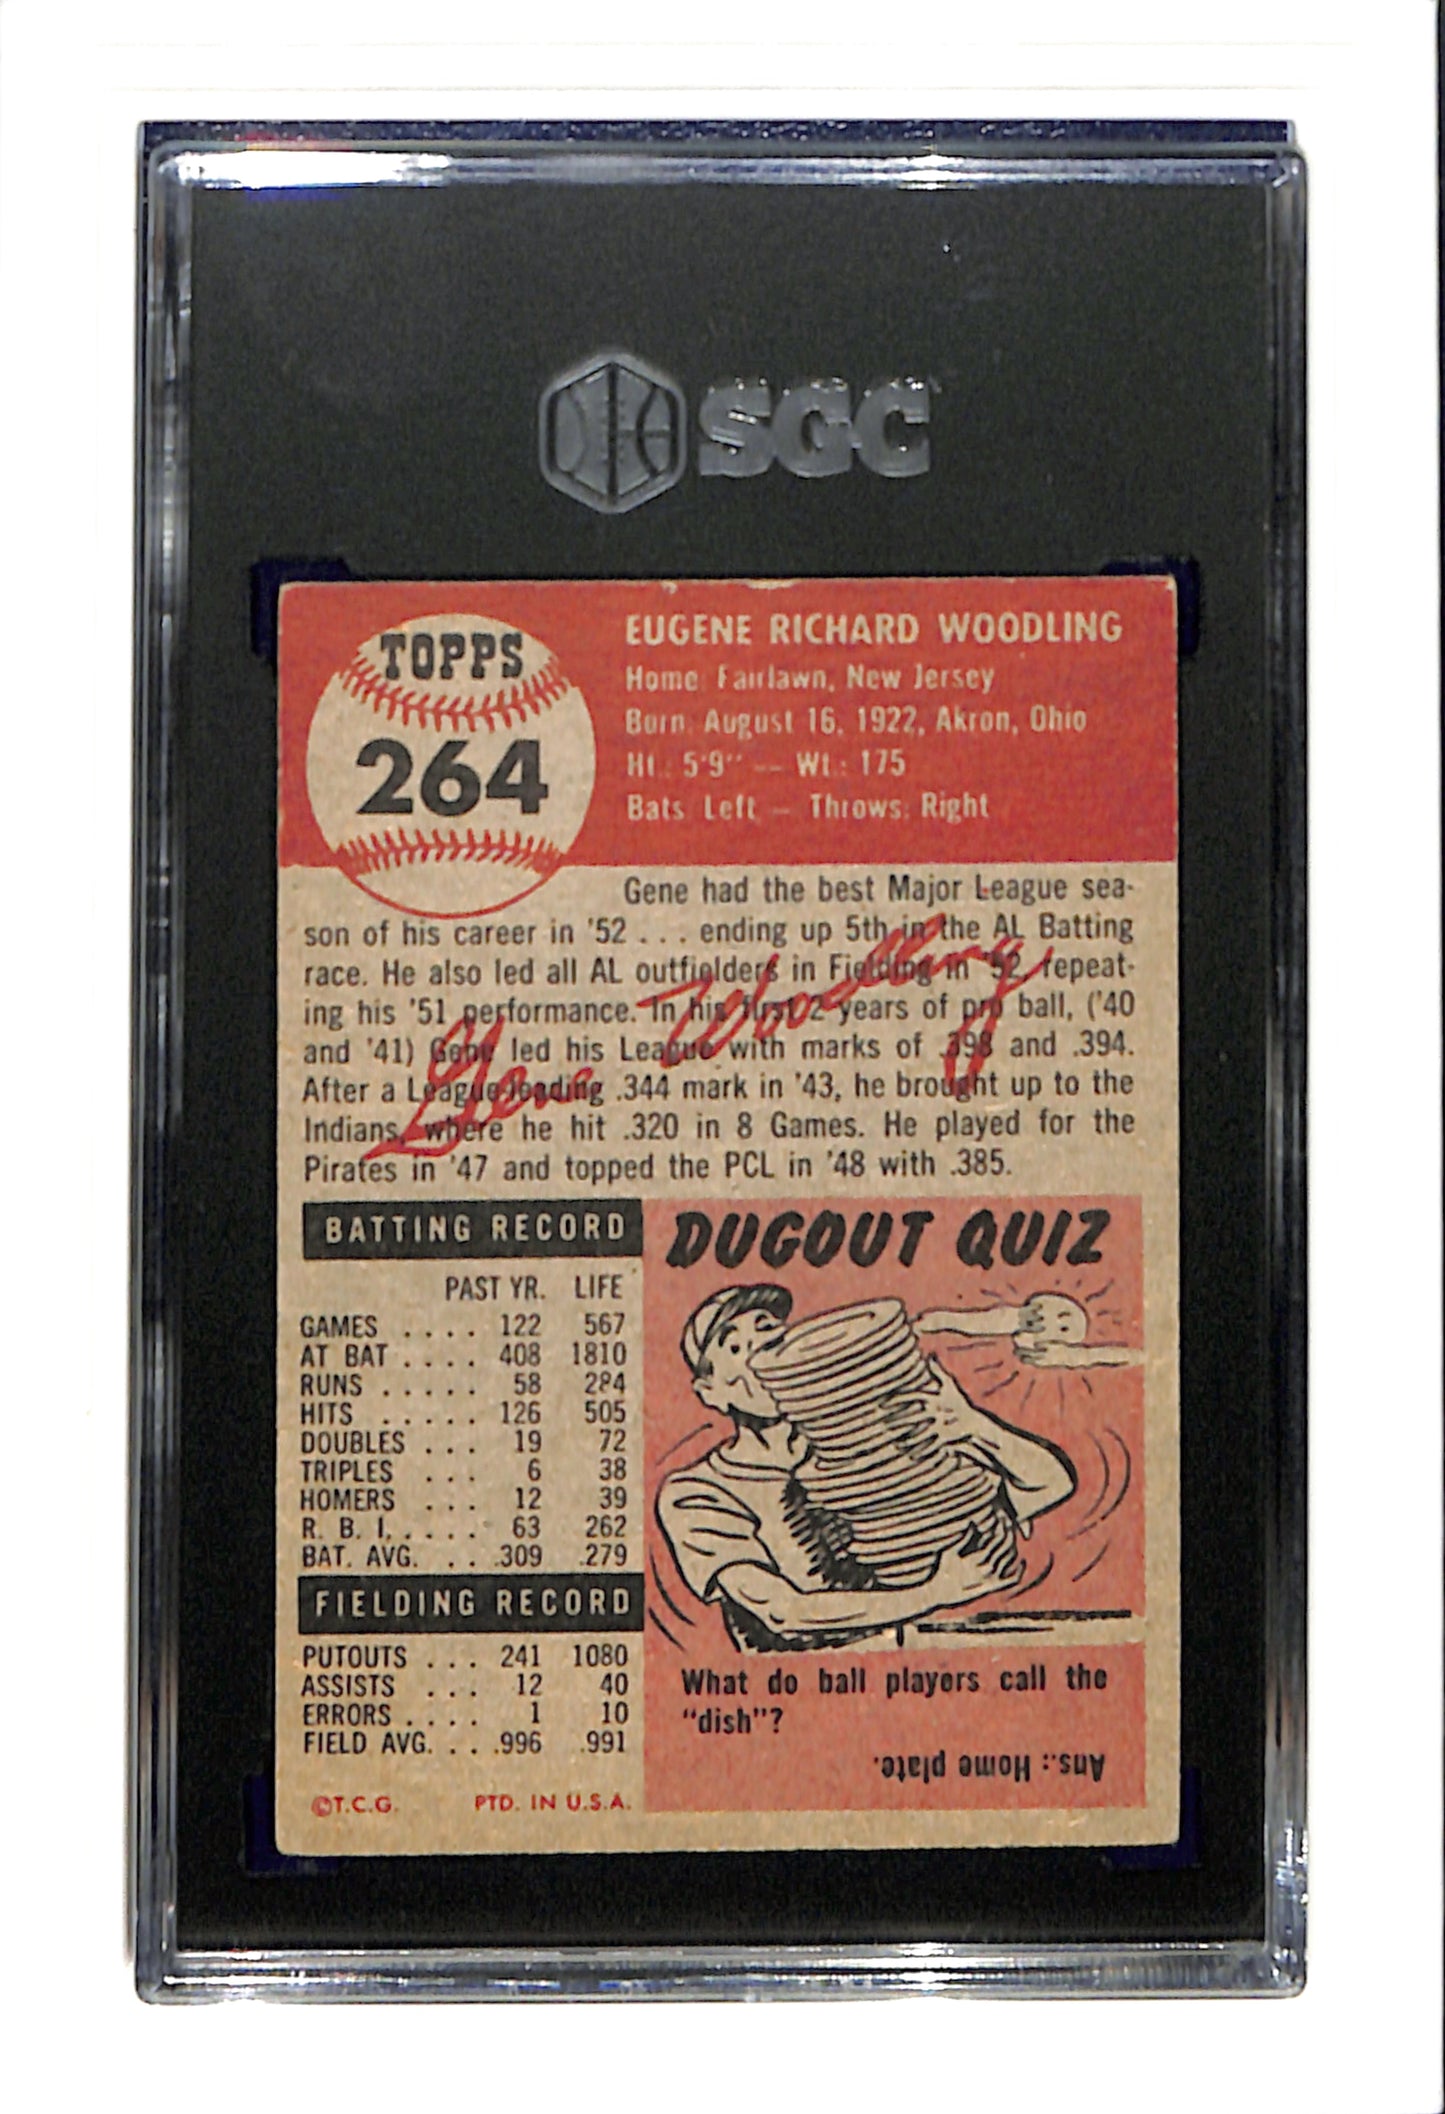 SGC
TOPPS
264
EUGENE RICHARD WOODLING
Home: Fairlawn, New Jersey
Born: August 16, 1922, Akron, Ohio
Ht.: 5'9" -- Wt.: 175
Bats: Left — Throws: Right
Gene had the best Major League sea-
son of his career in '52 . . . ending up 5th in the AL Batting
race. He also led all AL outfielders in Fielding in '52, repeat-
ing his '51 performance. In his first 2 years of pro ball, ('40
and '41) Gene led his League with marks of .398 and .394.
After a League-leading .344 mark in '43, he brought up to the
Indians, where he hit .320 in 8 Games. He played for the
Pirates in '47 and topped the PCL in '48 with .385.
Gene Woodling
BATTING RECORD
PAST YR. LIFE
GAMES . . . . 122 567
AT BAT . . . . 408 1810
RUNS . . . . . 58 284
HITS . . . . . 126 505
DOUBLES . . . 19 72
TRIPLES . . . 6 38
HOMERS . . . 12 39
R. B. I. . . . . 63 262
BAT. AVG. . . .309 .279
FIELDING RECORD
PUTOUTS . . . 241 1080
ASSISTS . . . 12 40
ERRORS . . . . 1 10
FIELD AVG. . . .996 .991
©T.C.G. PTD. IN U.S.A.
DUGOUT QUIZ
What do ball players call the
"dish"?
Ans.: Home plate.